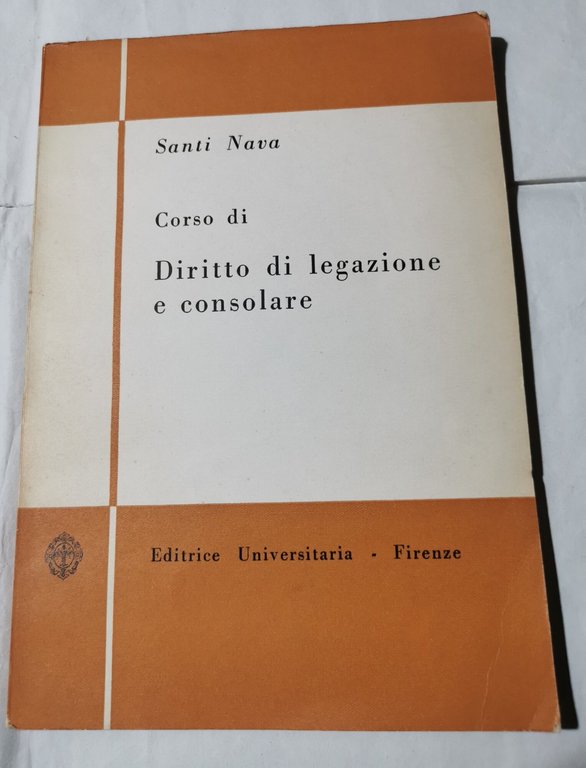 Santi Nava
Corso di
Diritto di legazione
e consolare
Editrice Universitaria - Firenze